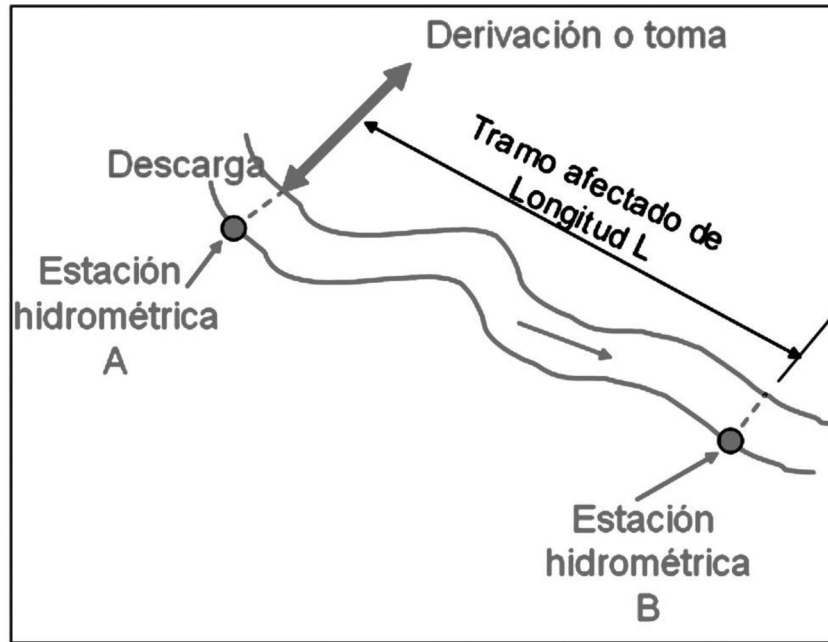 Derivación o toma
Descarga
Tramo afectado de
Longitud L
Estación
hidrométrica
A
Estación
hidrométrica
B